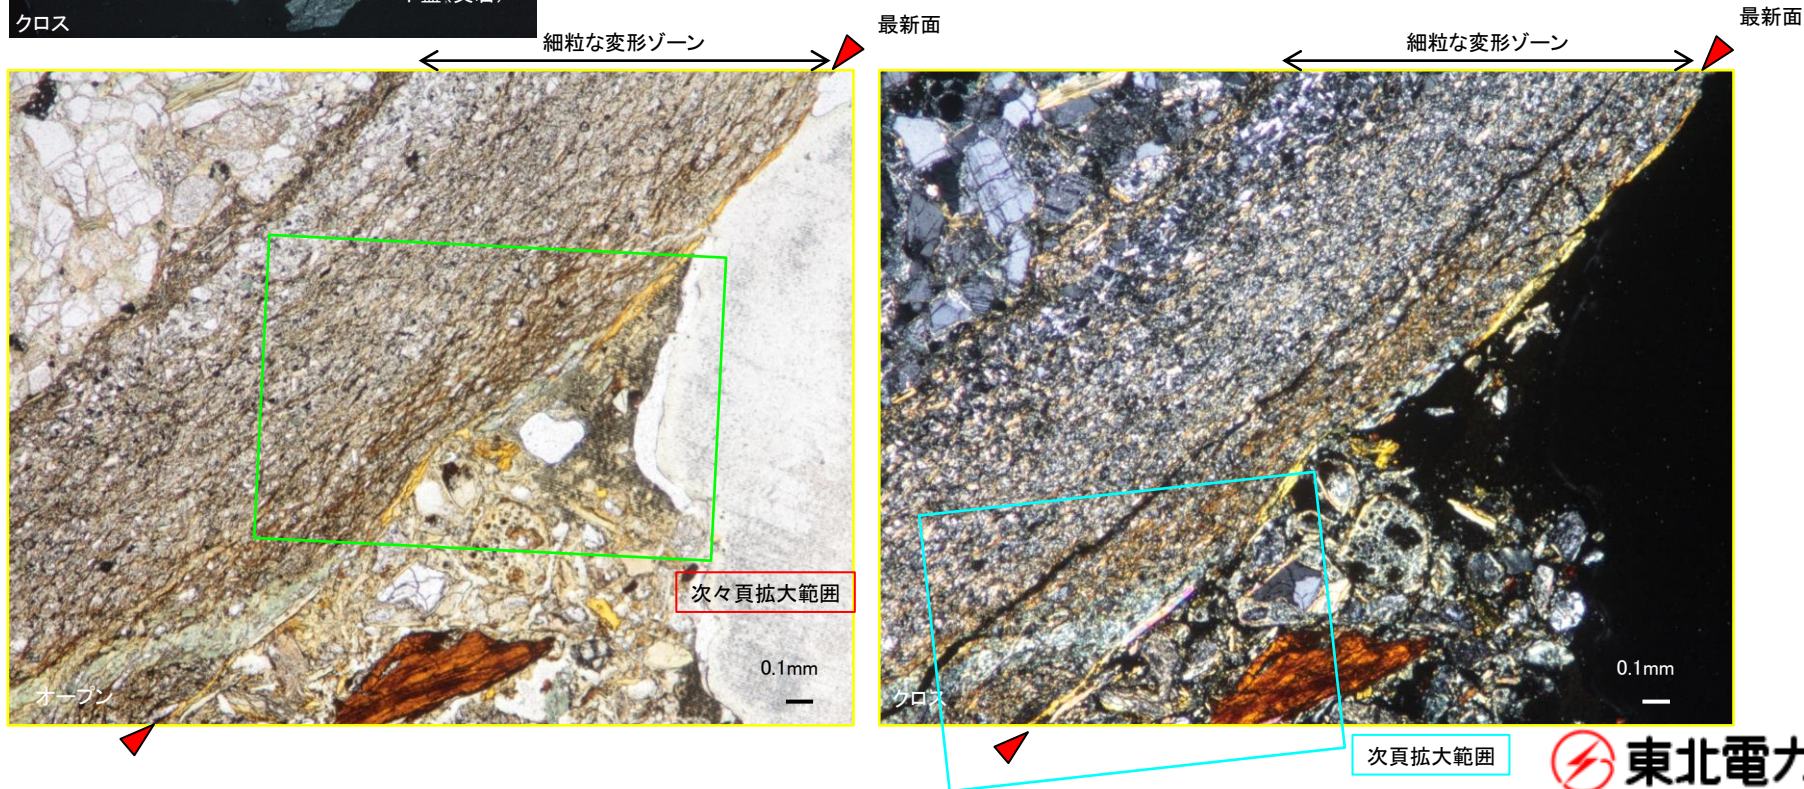 クロス
最新面
細粒な変形ゾーン
最新面
細粒な変形ゾーン
次々頁拡大範囲
0.1mm
オープン
0.1mm
クロス
次頁拡大範囲
東北電力